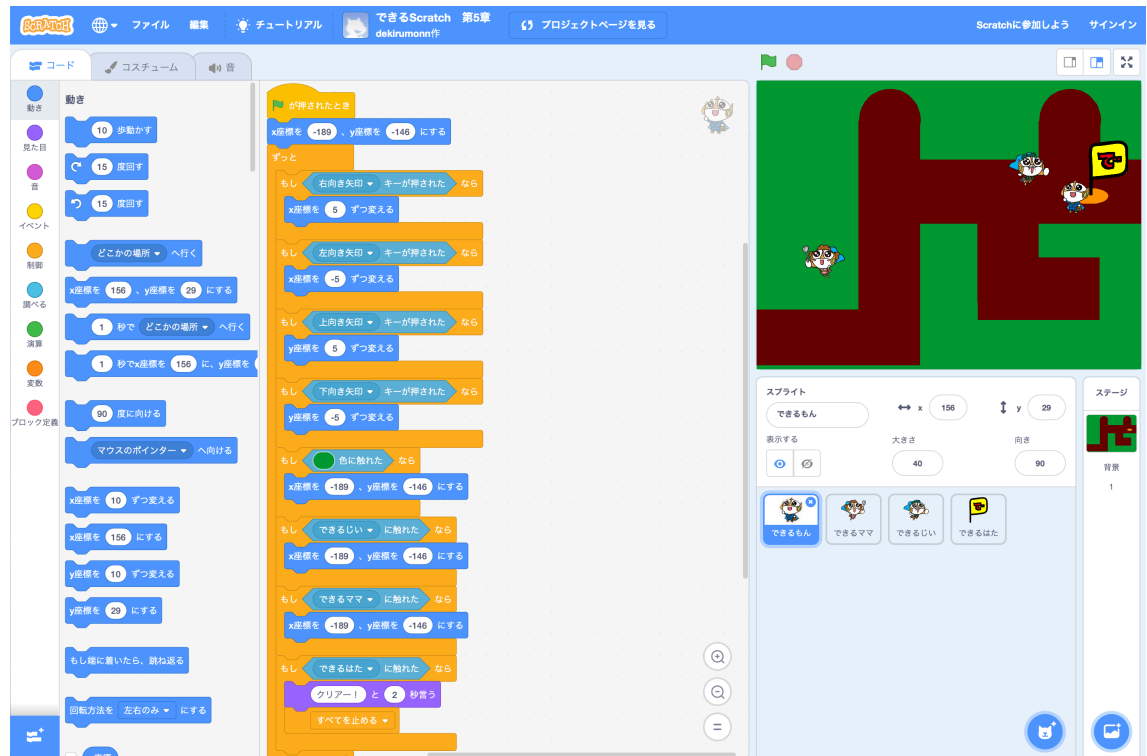 SCRATCH
ファイル
編集
チュートリアル
できるScratch 第5章
dekirumonn作
プロジェクトページを見る
Scratchに参加しよう
サインイン
コード
コスチューム
音
動き
見た目
音
イベント
制御
調べる
演算
変数
ブロック定義
動き
10 歩動かす
15 度回す
15 度回す
どこかの場所 へ行く
x座標を 156 、y座標を 29 にする
1 秒で どこかの場所 へ行く
1 秒でx座標を 156 に、y座標を
90 度に向ける
マウスのポインター へ向ける
x座標を 10 ずつ変える
x座標を 156 にする
y座標を 10 ずつ変える
y座標を 29 にする
もし端に着いたら、跳ね返る
回転方法を 左右のみ にする
が押されたとき
x座標を -189 、y座標を -146 にする
ずっと
もし 右向き矢印 キーが押された なら
x座標を 5 ずつ変える
もし 左向き矢印 キーが押された なら
x座標を -5 ずつ変える
もし 上向き矢印 キーが押された なら
y座標を 5 ずつ変える
もし 下向き矢印 キーが押された なら
y座標を -5 ずつ変える
もし 色に触れた なら
x座標を -189 、y座標を -146 にする
もし できるじい に触れた なら
x座標を -189 、y座標を -146 にする
もし できるママ に触れた なら
x座標を -189 、y座標を -146 にする
もし できるはた に触れた なら
クリアー！ と 2 秒言う
すべてを止める
で
スプライト
できるもん
x 156
y 29
表示する
大きさ
40
向き
90
できるもん
できるママ
できるじい
できるはた
ステージ
背景
1